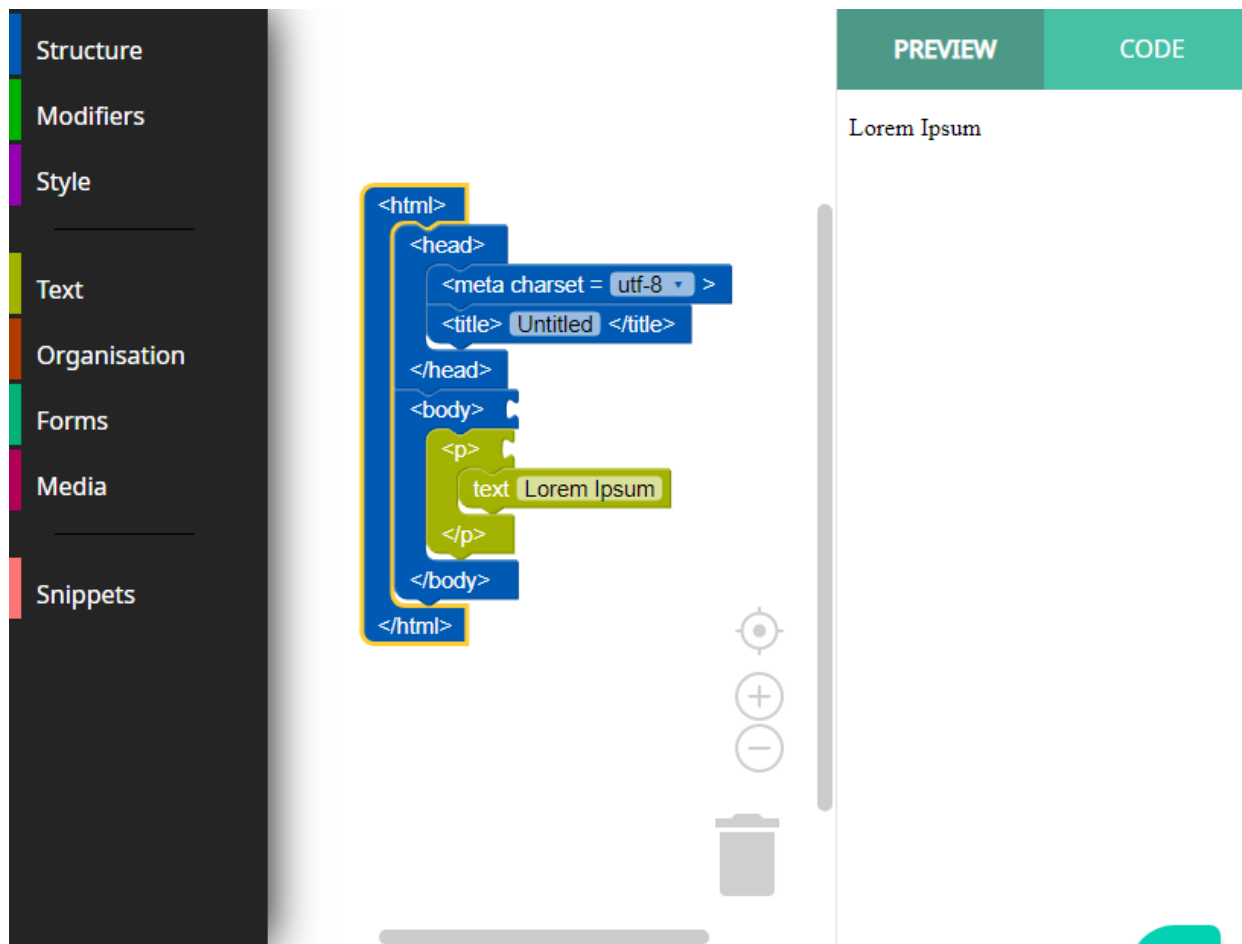 Structure
Modifiers
Style
Text
Organisation
Forms
Media
Snippets
<html>
<head>
<meta charset = utf-8 >
<title> Untitled </title>
</head>
<body>
<p>
text Lorem Ipsum
</p>
</body>
</html>
PREVIEW CODE
Lorem Ipsum